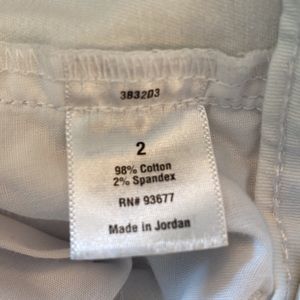 383203
2
98% Cotton
2% Spandex
RN# 93677
Made in Jordan